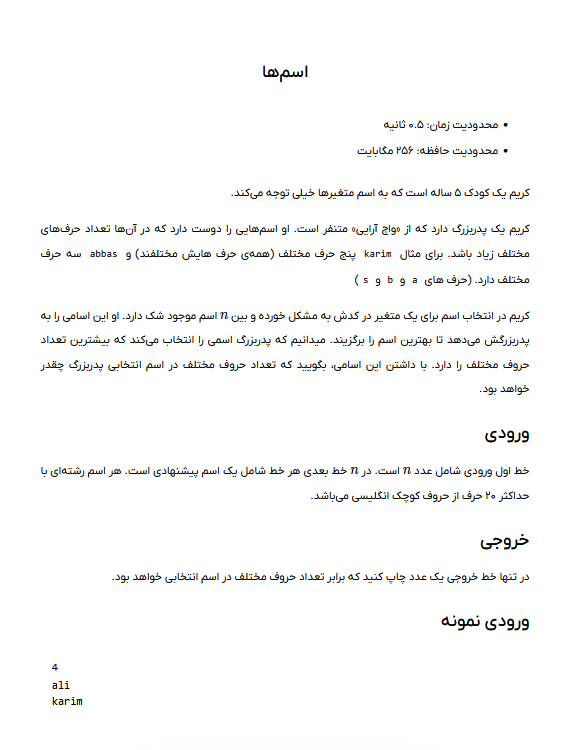 اسم‌ها
محدودیت زمان: ۰.۵ ثانیه
محدودیت حافظه: ۲۵۶ مگابایت
کریم یک کودک ۵ ساله است که به اسم متغیرها خیلی توجه می‌کند.
کریم یک پدربزرگ دارد که از «واج آرایی» متنفر است. او اسم‌هایی را دوست دارد که در آن‌ها تعداد حرف‌های
مختلف زیاد باشد. برای مثال karim پنج حرف مختلف (همه‌ی حرف هایش مختلفند) و abbas سه حرف
مختلف دارد. (حرف های a و b و s )
کریم در انتخاب اسم برای یک متغیر در کدش به مشکل خورده و بین n اسم موجود شک دارد. او این اسامی را به
پدربزرگش می‌دهد تا بهترین اسم را برگزیند. میدانیم که پدربزرگ اسمی را انتخاب می‌کند که بیشترین تعداد
حروف مختلف را دارد. با داشتن این اسامی، بگویید که تعداد حروف مختلف در اسم انتخابی پدربزرگ چقدر
خواهد بود.
ورودی
خط اول ورودی شامل عدد n است. در n خط بعدی هر خط شامل یک اسم پیشنهادی است. هر اسم رشته‌ای با
حداکثر ۲۰ حرف از حروف کوچک انگلیسی می‌باشد.
خروجی
در تنها خط خروجی یک عدد چاپ کنید که برابر تعداد حروف مختلف در اسم انتخابی خواهد بود.
ورودی نمونه
4
ali
karim